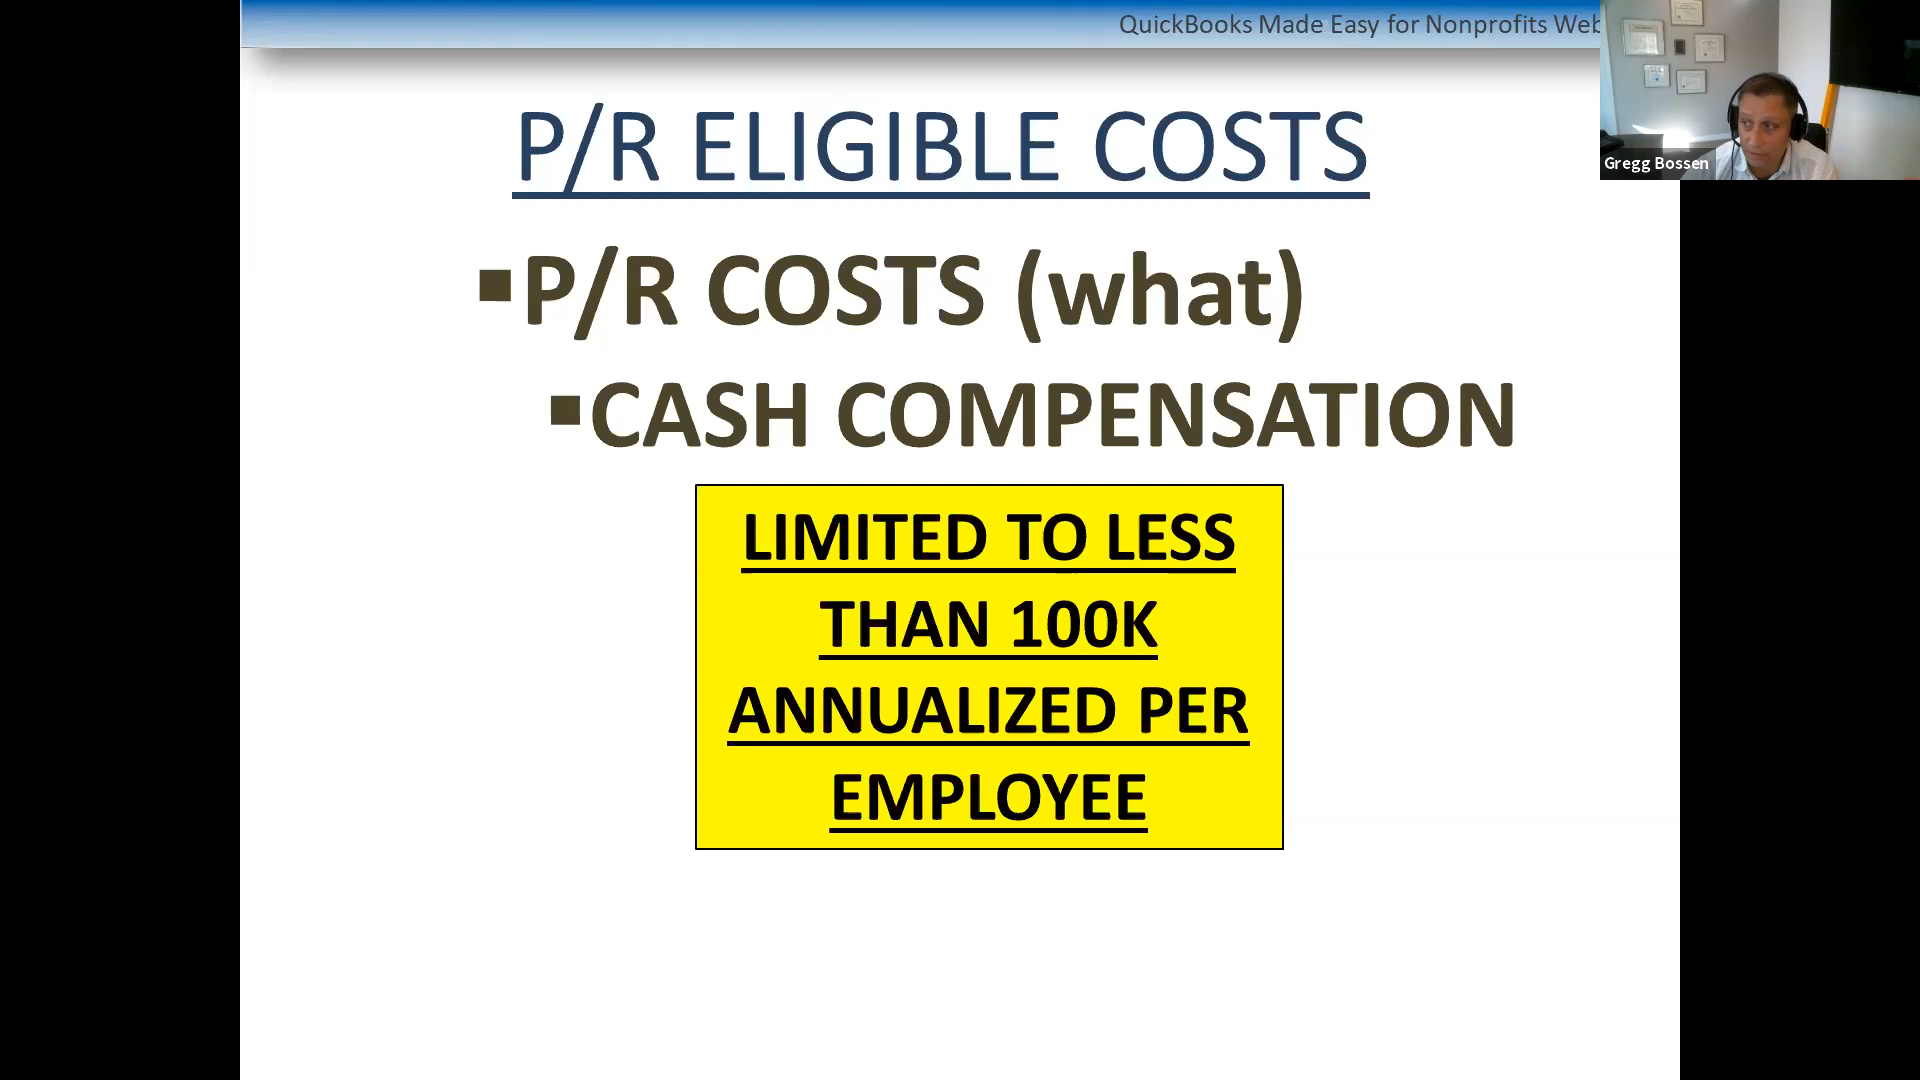 QuickBooks Made Easy for Nonprofits Web
Gregg Bossen
P/R ELIGIBLE COSTS
▪P/R COSTS (what)
▪CASH COMPENSATION
LIMITED TO LESS
THAN 100K
ANNUALIZED PER
EMPLOYEE